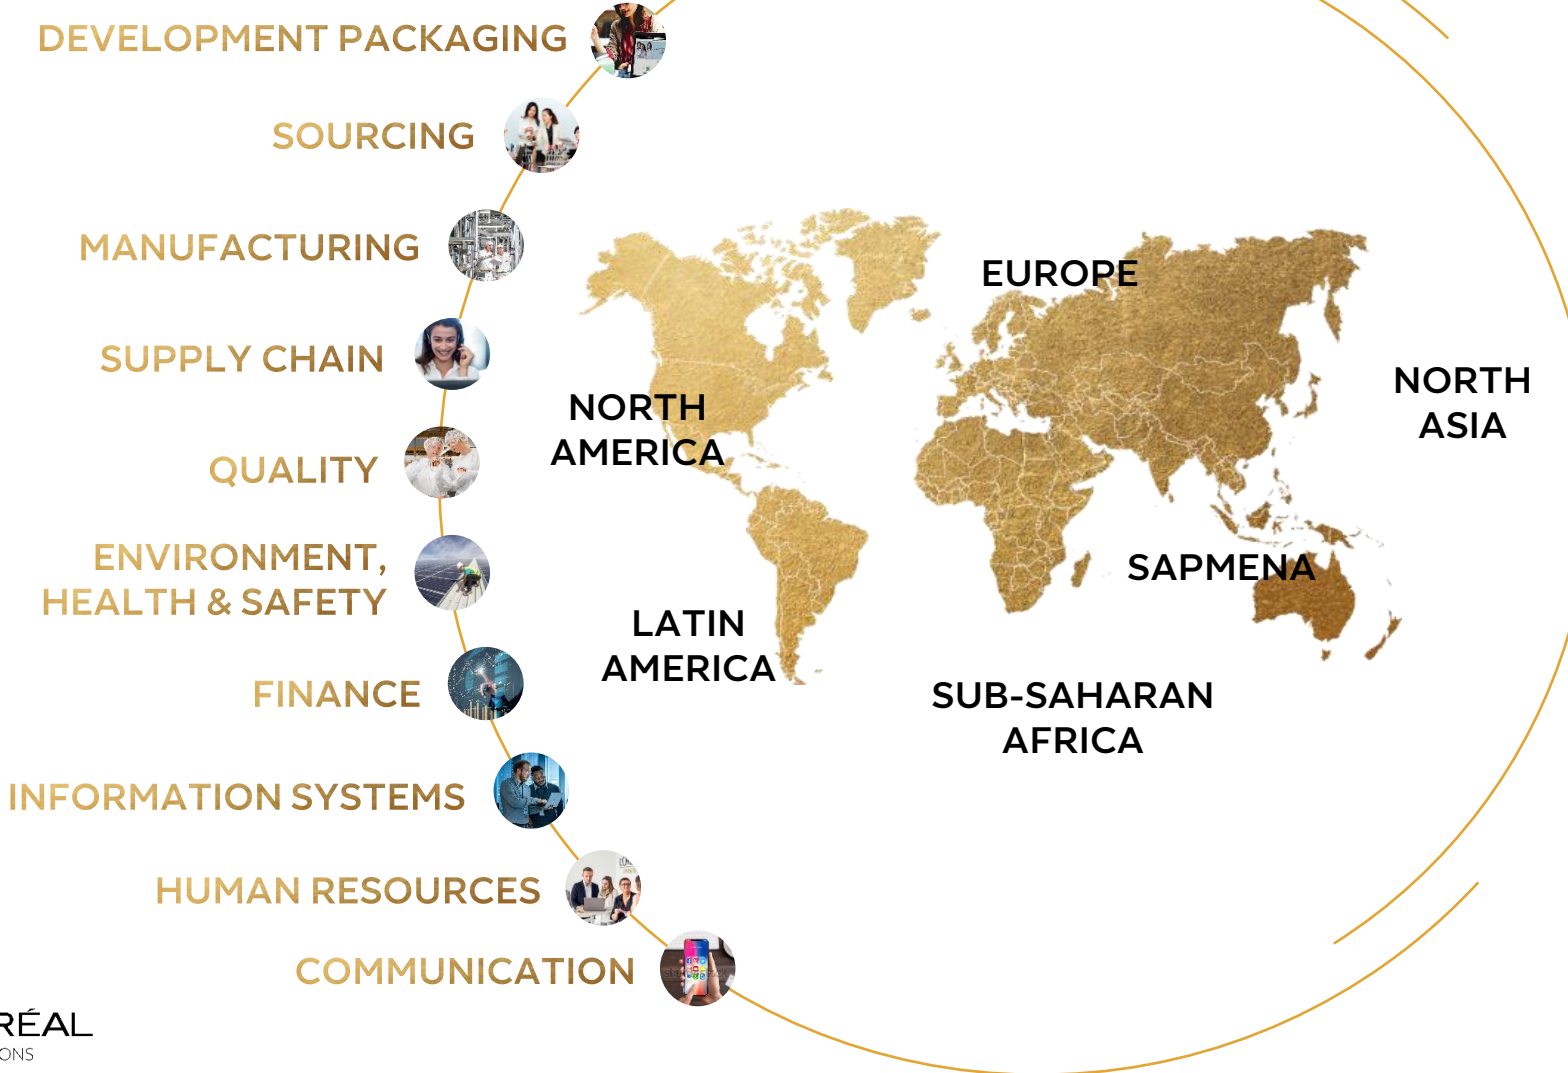 DEVELOPMENT PACKAGING
SOURCING
MANUFACTURING
SUPPLY CHAIN
QUALITY
ENVIRONMENT,
HEALTH & SAFETY
FINANCE
INFORMATION SYSTEMS
HUMAN RESOURCES
COMMUNICATION
EUROPE
NORTH
ASIA
NORTH
AMERICA
SAPMENA
LATIN
AMERICA
SUB-SAHARAN
AFRICA
RÉAL
ONS